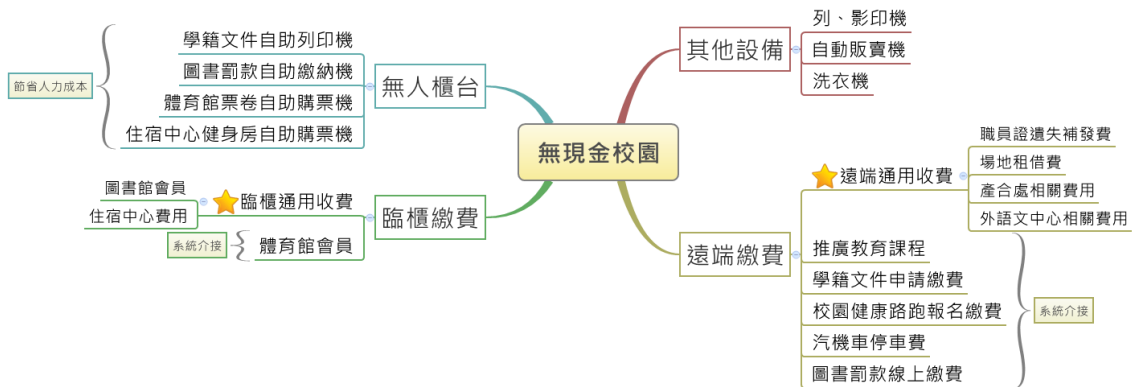 無現金校園
無人櫃台
學籍文件自助列印機
圖書罰款自助繳納機
體育館票卷自助購票機
住宿中心健身房自助購票機
節省人力成本
臨櫃繳費
臨櫃通用收費
圖書館會員
住宿中心費用
體育館會員
系統介接
其他設備
列、影印機
自動販賣機
洗衣機
遠端繳費
遠端通用收費
職員證遺失補發費
場地租借費
產合處相關費用
外語文中心相關費用
推廣教育課程
學籍文件申請繳費
校園健康路跑報名繳費
汽機車停車費
圖書罰款線上繳費
系統介接